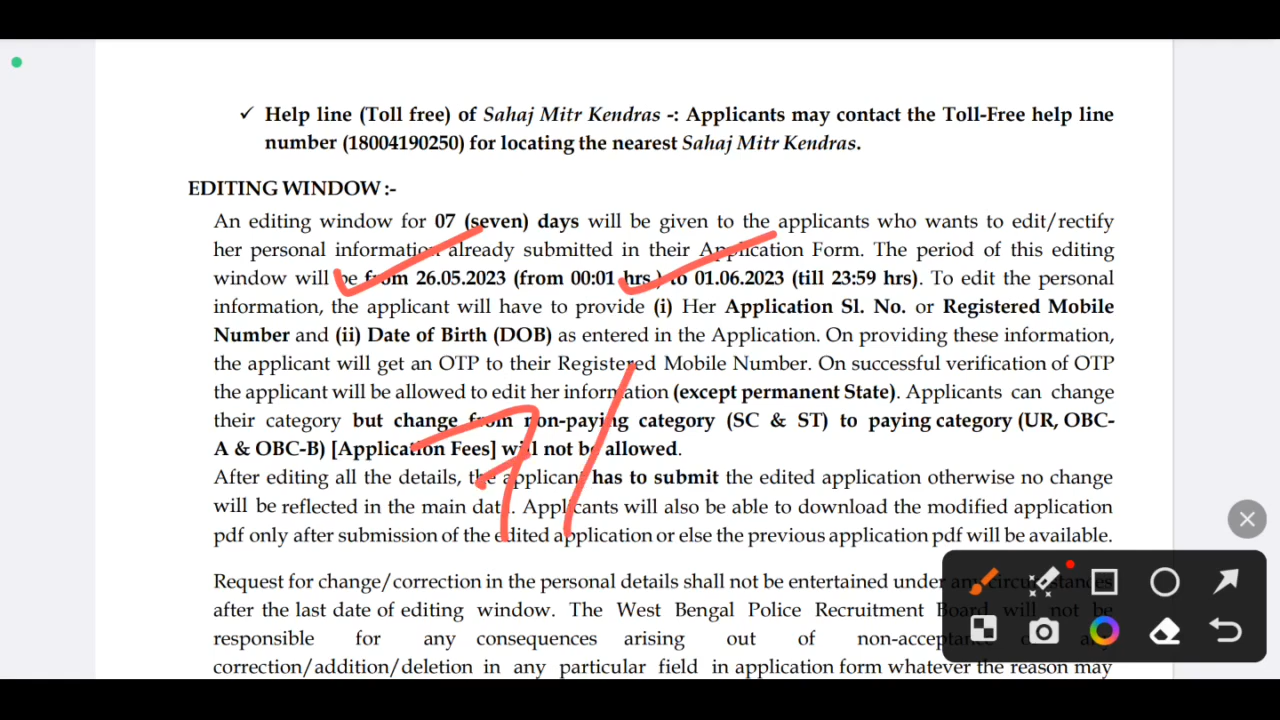 ✓ Help line (Toll free) of Sahaj Mitr Kendras -: Applicants may contact the Toll-Free help line
number (18004190250) for locating the nearest Sahaj Mitr Kendras.
EDITING WINDOW :-
An editing window for 07 (seven) days will be given to the applicants who wants to edit/rectify
her personal information already submitted in their Application Form. The period of this editing
window will be from 26.05.2023 (from 00:01 hrs.) to 01.06.2023 (till 23:59 hrs). To edit the personal
information, the applicant will have to provide (i) Her Application Sl. No. or Registered Mobile
Number and (ii) Date of Birth (DOB) as entered in the Application. On providing these information,
the applicant will get an OTP to their Registered Mobile Number. On successful verification of OTP
the applicant will be allowed to edit her information (except permanent State). Applicants can change
their category but change from non-paying category (SC & ST) to paying category (UR, OBC-
A & OBC-B) [Application Fees] will not be allowed.
After editing all the details, the applicant has to submit the edited application otherwise no change
will be reflected in the main data. Applicants will also be able to download the modified application
pdf only after submission of the edited application or else the previous application pdf will be available.
Request for change/correction in the personal details shall not be entertained under any circumstances
after the last date of editing window. The West Bengal Police Recruitment Board will not be
responsible for any consequences arising out of non-acceptance any
correction/addition/deletion in any particular field in application form whatever the reason may